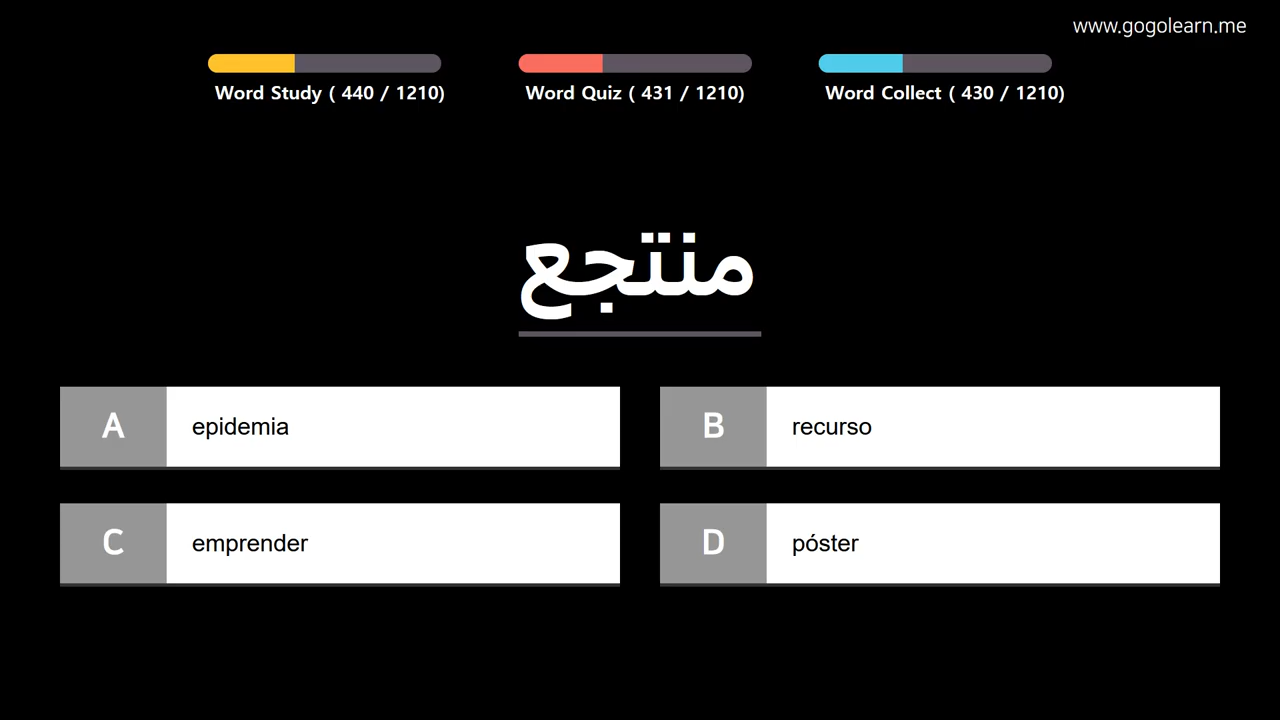 www.gogolearn.me
Word Study ( 440 / 1210)
Word Quiz ( 431 / 1210)
Word Collect ( 430 / 1210)
منتجع
A epidemia
B recurso
C emprender
D póster